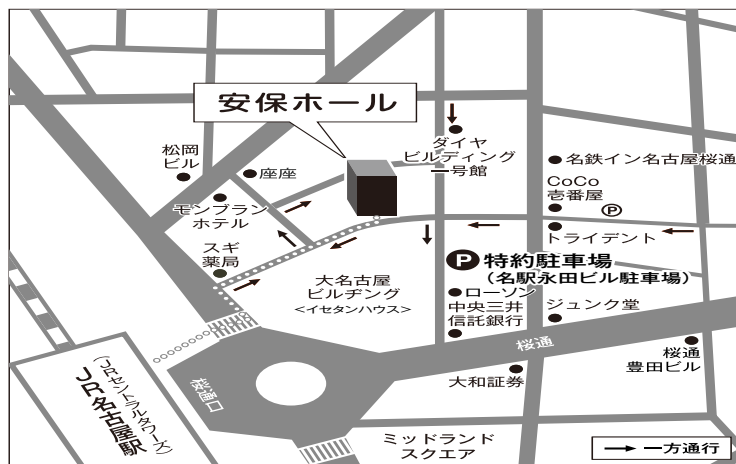 安保ホール
松岡
ビル
座座
ダイヤ
ビルディング
一号館
名鉄イン名古屋桜通
CoCo
壱番屋
P
モンブラン
ホテル
スギ
薬局
トライデント
P 特約駐車場
(名駅永田ビル駐車場)
大名古屋
ビルヂング
<イセタンハウス>
ローソン
中央三井
信託銀行
ジュンク堂
桜通
桜通
豊田ビル
大和証券
桜通口
(JRセントラルタワーズ)
JR名古屋駅
ミッドランド
スクエア
一方通行